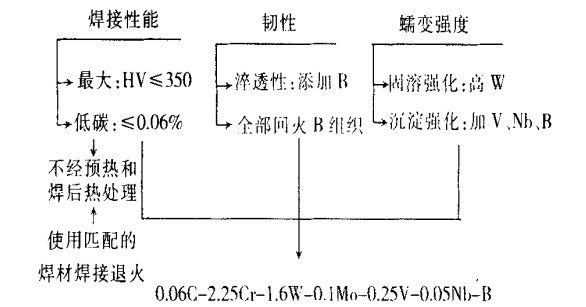 焊接性能
韧性
蠕变强度
最大:HV≤350
淬透性:添加B
固溶强化:高W
低碳:≤0.06%
全部回火B组织
沉淀强化:加V、Nb、B
不经预热和
焊后热处理
使用匹配的
焊材焊接退火
0.06C-2.25Cr-1.6W-0.1Mo-0.25V-0.05Nb-B